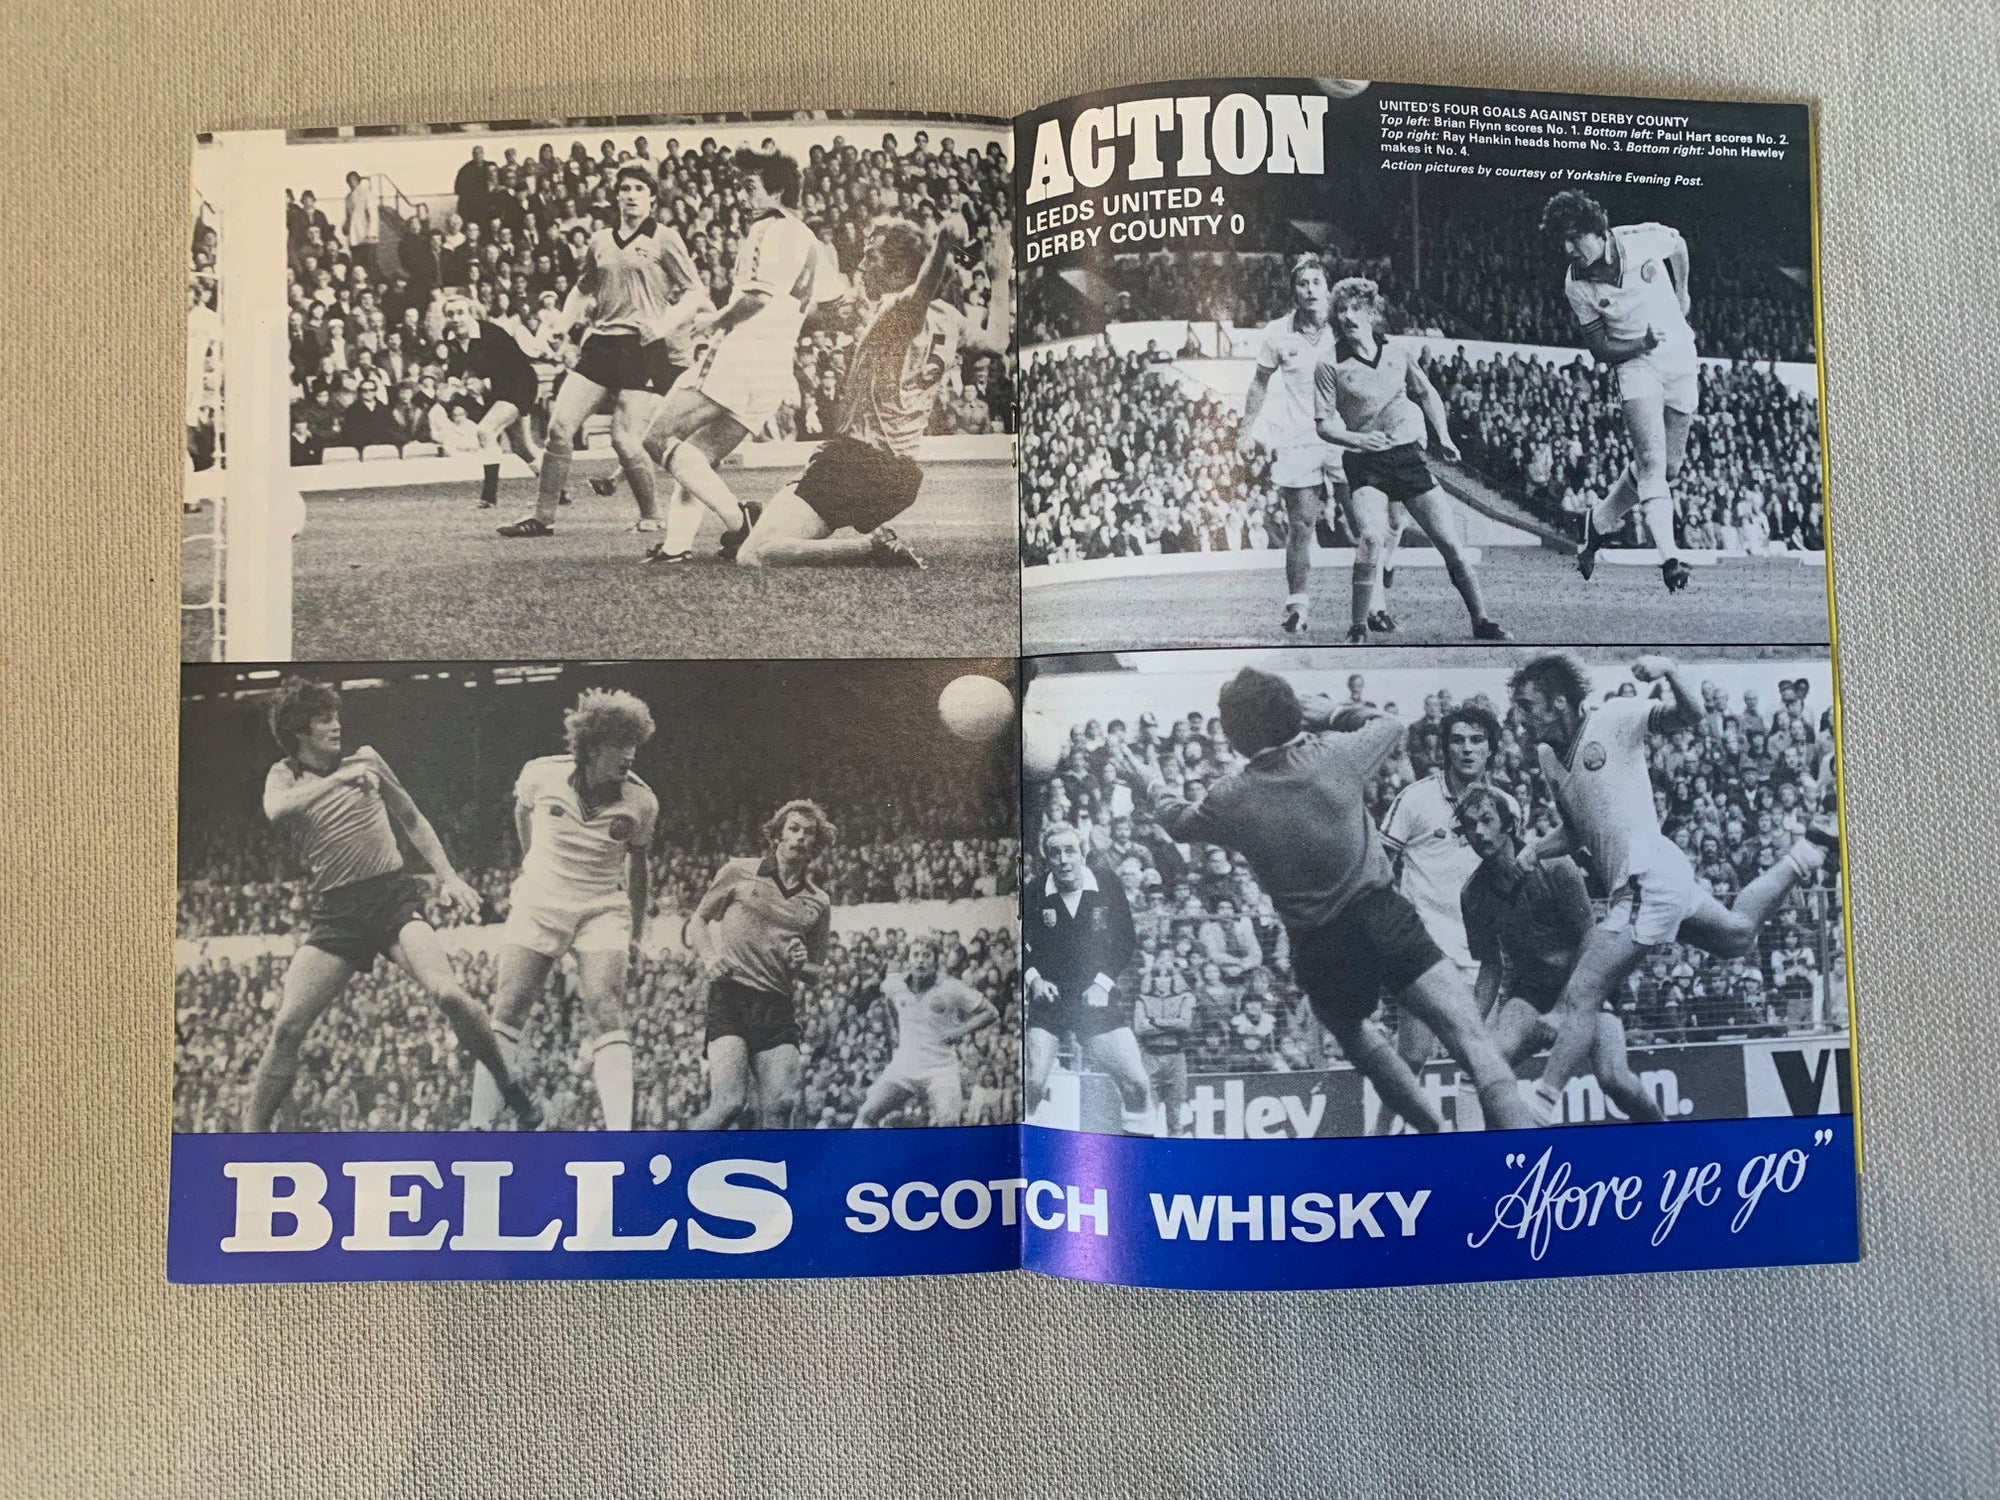 ACTION
LEEDS UNITED 4
DERBY COUNTY 0
UNITED'S FOUR GOALS AGAINST DERBY COUNTY
Top left: Brian Flynn scores No. 1. Bottom left: Paul Hart scores No. 2.
Top right: Ray Hankin heads home No. 3. Bottom right: John Hawley
makes it No. 4.
Action pictures by courtesy of Yorkshire Evening Post.
5
BELL'S SCOTCH WHISKY "Afore ye go"